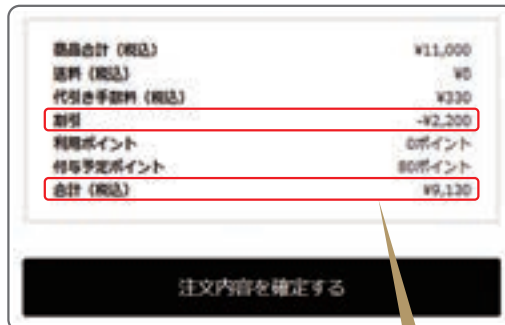 商品合計（税込） ¥11,000
送料（税込） ¥0
代引き手数料（税込） ¥330
割引 -¥2,200
利用ポイント 0ポイント
付与予定ポイント 80ポイント
合計（税込） ¥9,130
注文内容を確定する